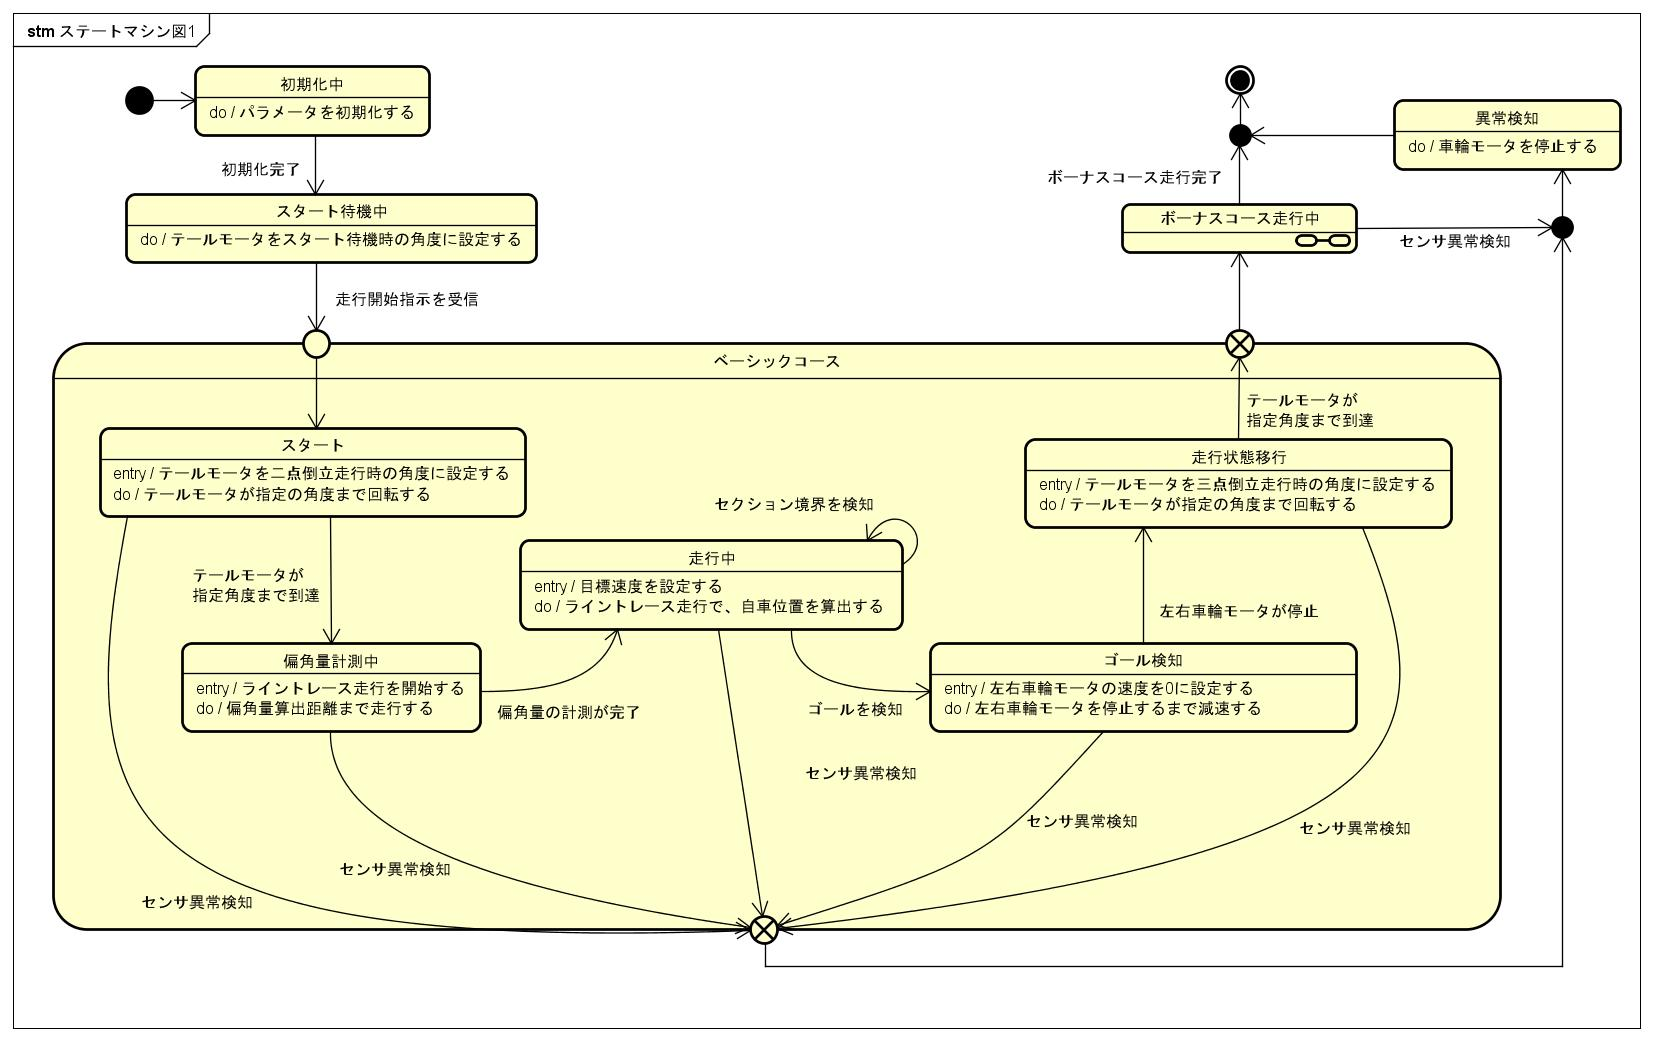 stm ステートマシン図1
初期化中
do / パラメータを初期化する
初期化完了
スタート待機中
do / テールモータをスタート待機時の角度に設定する
走行開始指示を受信
異常検知
do / 車輪モータを停止する
ボーナスコース走行完了
ボーナスコース走行中
センサ異常検知
ベーシックコース
スタート
entry / テールモータを二点倒立走行時の角度に設定する
do / テールモータが指定の角度まで回転する
テールモータが
指定角度まで到達
偏角量計測中
entry / ライントレース走行を開始する
do / 偏角量算出距離まで走行する
偏角量の計測が完了
セクション境界を検知
走行中
entry / 目標速度を設定する
do / ライントレース走行で、自車位置を算出する
ゴールを検知
テールモータが
指定角度まで到達
走行状態移行
entry / テールモータを三点倒立走行時の角度に設定する
do / テールモータが指定の角度まで回転する
左右車輪モータが停止
ゴール検知
entry / 左右車輪モータの速度を0に設定する
do / 左右車輪モータを停止するまで減速する
センサ異常検知
センサ異常検知
センサ異常検知
センサ異常検知
センサ異常検知